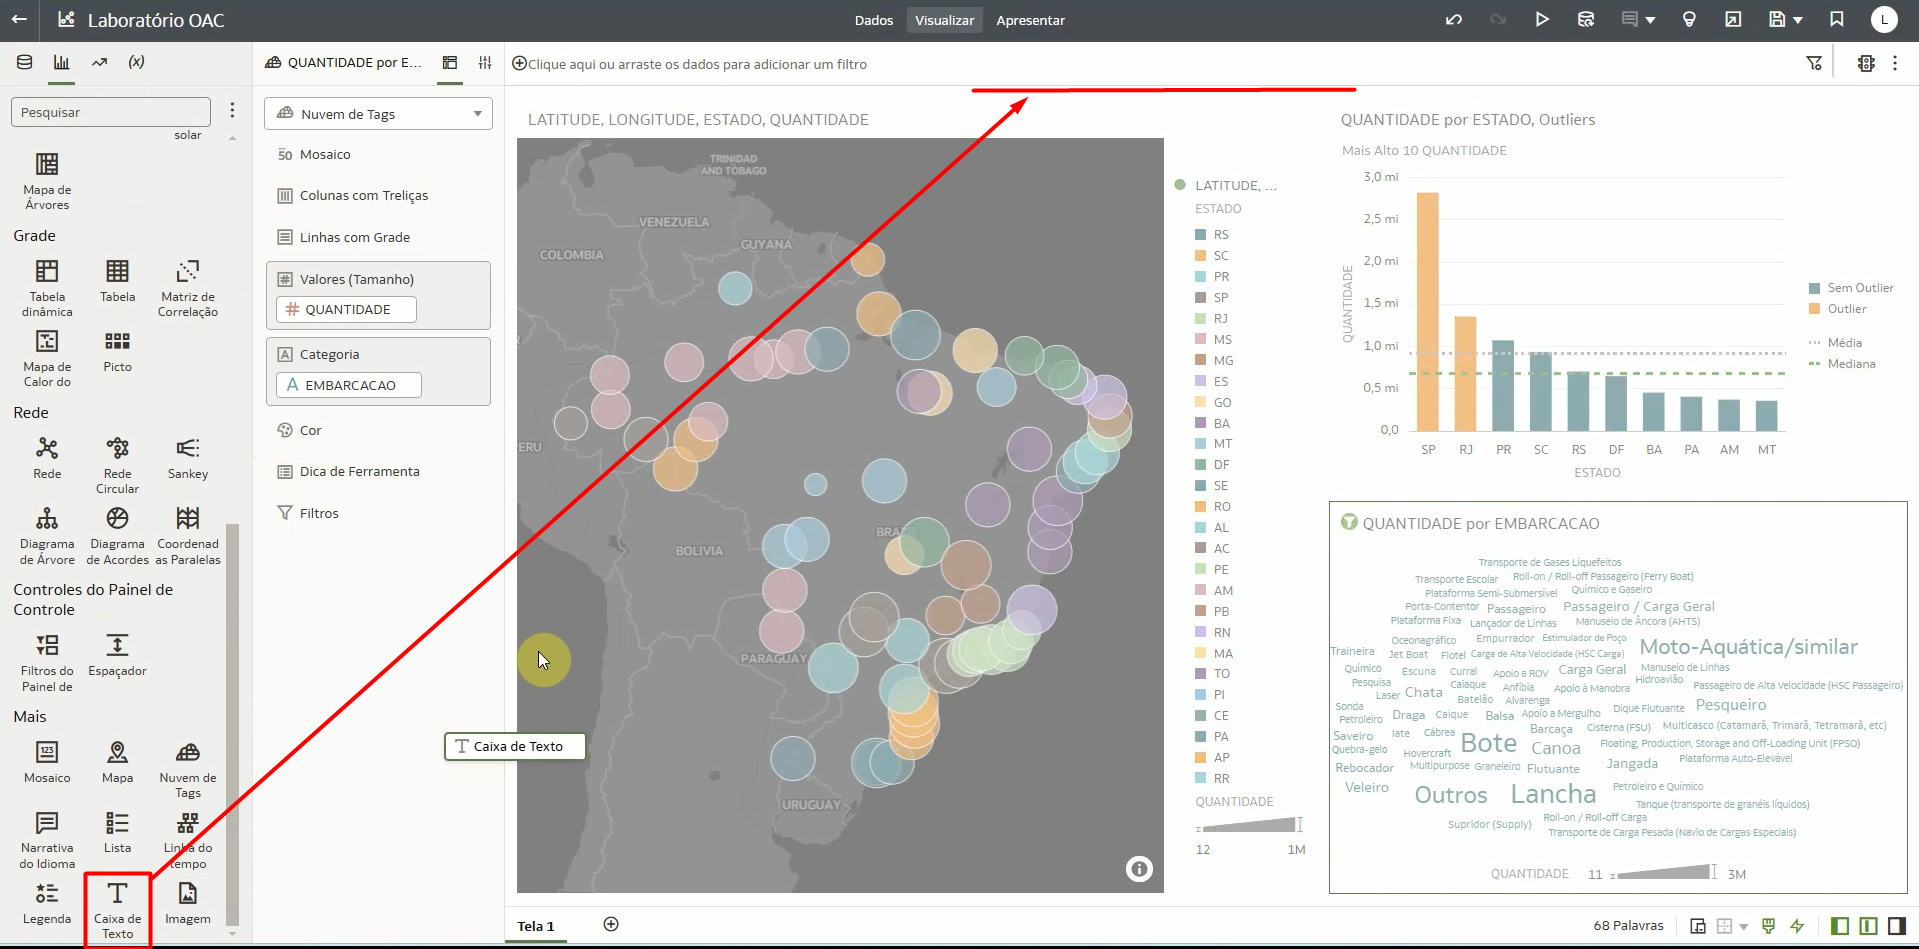 Laboratório OAC
Dados
Visualizar
Apresentar
L
(x)
QUANTIDADE por E...
Clique aqui ou arraste os dados para adicionar um filtro
Pesquisar
solar
Mapa de
Árvores
Grade
Tabela
dinâmica
Tabela
Matriz de
Correlação
Mapa de
Calor do
Picto
Rede
Rede
Rede
Circular
Sankey
Diagrama
de Árvore
Diagrama
de Acordes
Coordenad
as Paralelas
Controles do Painel de
Controle
Filtros do
Painel de
Espaçador
Mais
Mosaico
Mapa
Nuvem de
Tags
Narrativa
do Idioma
Lista
Linha do
tempo
Legenda
Caixa de
Texto
Imagem
Nuvem de Tags
Mosaico
Colunas com Treliças
Linhas com Grade
Valores (Tamanho)
QUANTIDADE
Categoria
EMBARCACAO
Cor
Dica de Ferramenta
Filtros
Caixa de Texto
LATITUDE, LONGITUDE, ESTADO, QUANTIDADE
TRINIDAD
AND TOBAGO
VENEZUELA
GUYANA
COLOMBIA
ERU
BRAZIL
BOLIVIA
PARAGUAY
URUGUAY
LATITUDE, ...
ESTADO
RS
SC
PR
SP
RJ
MS
MG
ES
GO
BA
MT
DF
SE
RO
AL
AC
PE
AM
PB
RN
MA
TO
PI
CE
PA
AP
RR
QUANTIDADE
12 1M
QUANTIDADE por ESTADO, Outliers
Mais Alto 10 QUANTIDADE
QUANTIDADE
3,0 mi
2,5 mi
2,0 mi
1,5 mi
1,0 mi
0,5 mi
0,0
SP RJ PR SC RS DF BA PA AM MT
ESTADO
Sem Outlier
Outlier
Média
Mediana
QUANTIDADE por EMBARCACAO
Transporte de Gases Liquefeitos
Transporte Escolar
Roll-on / Roll-off Passageiro (Ferry Boat)
Plataforma Semi-Submersível
Químico e Gaseiro
Porta-Contentor
Passageiro
Passageiro / Carga Geral
Plataforma Fixa
Lançador de Linhas
Manuseio de Âncora (AHTS)
Oceanográfico
Empurrador
Estimulador de Poço
Moto-Aquática/similar
Traineira
Jet Boat
Flotel
Carga de Alta Velocidade (HSC Carga)
Químico
Escuna
Curral
Apoio a ROV
Carga Geral
Manuseio de Linhas
Pesquisa
Hidroavião
Laser
Chata
Caiaque
Anfíbia
Apoio à Manobra
Passageiro de Alta Velocidade (HSC Passageiro)
Batelão
Alvarenga
Sonda
Dique Flutuante
Pesqueiro
Petroleiro
Draga
Caique
Balsa
Apoio a Mergulho
Saveiro
Iate
Cábrea
Barcaça
Cisterna (FSU)
Multicasco (Catamarã, Trimarã, Tetramarã, etc)
Quebra-gelo
Hovercraft
Bote
Canoa
Floating, Production, Storage and Off-Loading Unit (FPSO)
Rebocador
Multipurpose
Graneleiro
Flutuante
Jangada
Plataforma Auto-Elevável
Veleiro
Outros
Lancha
Petroleiro e Químico
Tanque (transporte de granéis líquidos)
Supridor (Supply)
Roll-on / Roll-off Carga
Transporte de Carga Pesada (Navio de Cargas Especiais)
QUANTIDADE 11 3M
Tela 1
68 Palavras